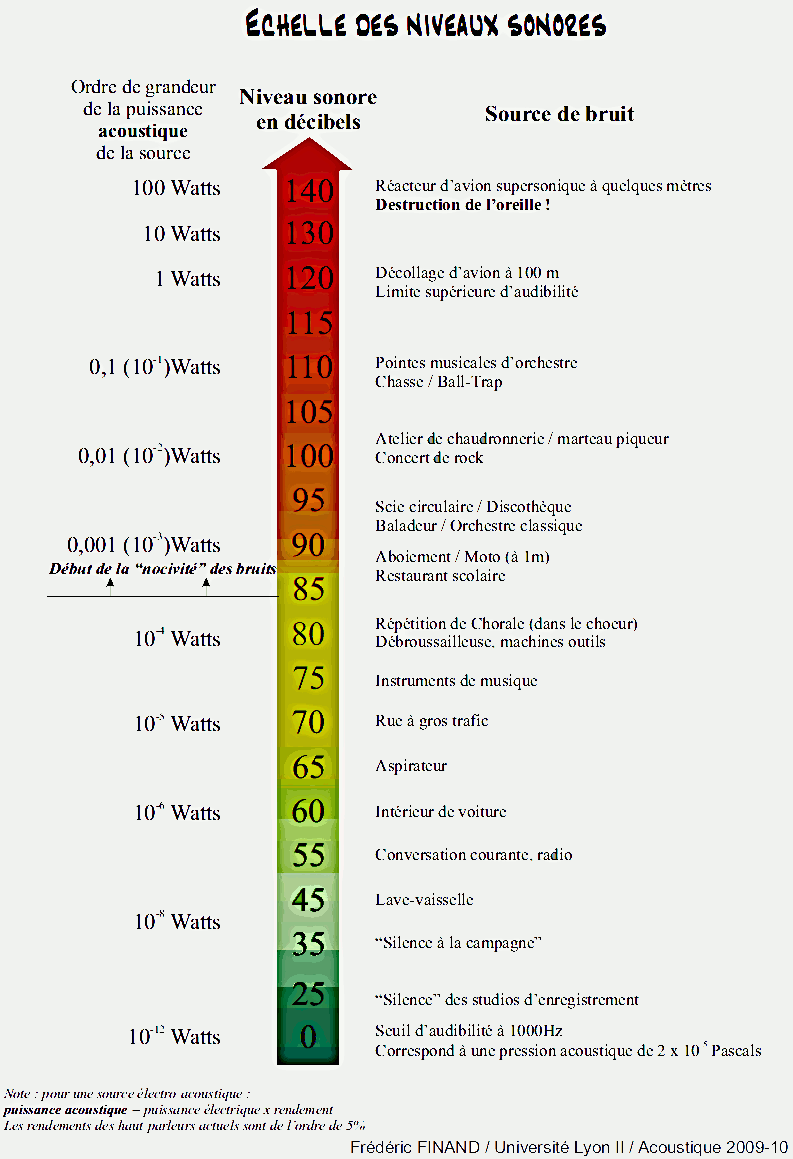 ECHELLE DES NIVEAUX SONORES
Ordre de grandeur
de la puissance
acoustique
de la source
Niveau sonore
en décibels
Source de bruit
100 Watts
140
Réacteur d’avion supersonique à quelques mètres
Destruction de l’oreille !
10 Watts
130
1 Watts
120
Décollage d’avion à 100 m
Limite supérieure d’audibilité
115
0,1 (10⁻¹)Watts
110
Pointes musicales d’orchestre
Chasse / Ball-Trap
105
0,01 (10⁻²)Watts
100
Atelier de chaudronnerie / marteau piqueur
Concert de rock
95
Scie circulaire / Discothèque
Baladeur / Orchestre classique
0,001 (10⁻³)Watts
90
Aboiement / Moto (à 1m)
Restaurant scolaire
Début de la “nocivité” des bruits
85
10⁻⁴ Watts
80
Répétition de Chorale (dans le choeur)
Débroussailleuse, machines outils
75
Instruments de musique
10⁻⁵ Watts
70
Rue à gros trafic
65
Aspirateur
10⁻⁶ Watts
60
Intérieur de voiture
55
Conversation courante, radio
45
Lave-vaisselle
10⁻⁸ Watts
35
“Silence à la campagne”
25
“Silence” des studios d’enregistrement
10⁻¹² Watts
0
Seuil d’audibilité à 1000Hz
Correspond à une pression acoustique de 2 x 10⁻⁵ Pascals
Note : pour une source électro acoustique :
puissance acoustique = puissance électrique x rendement
Les rendements des haut parleurs actuels sont de l’ordre de 5%
Frédéric FINAND / Université Lyon II / Acoustique 2009-10